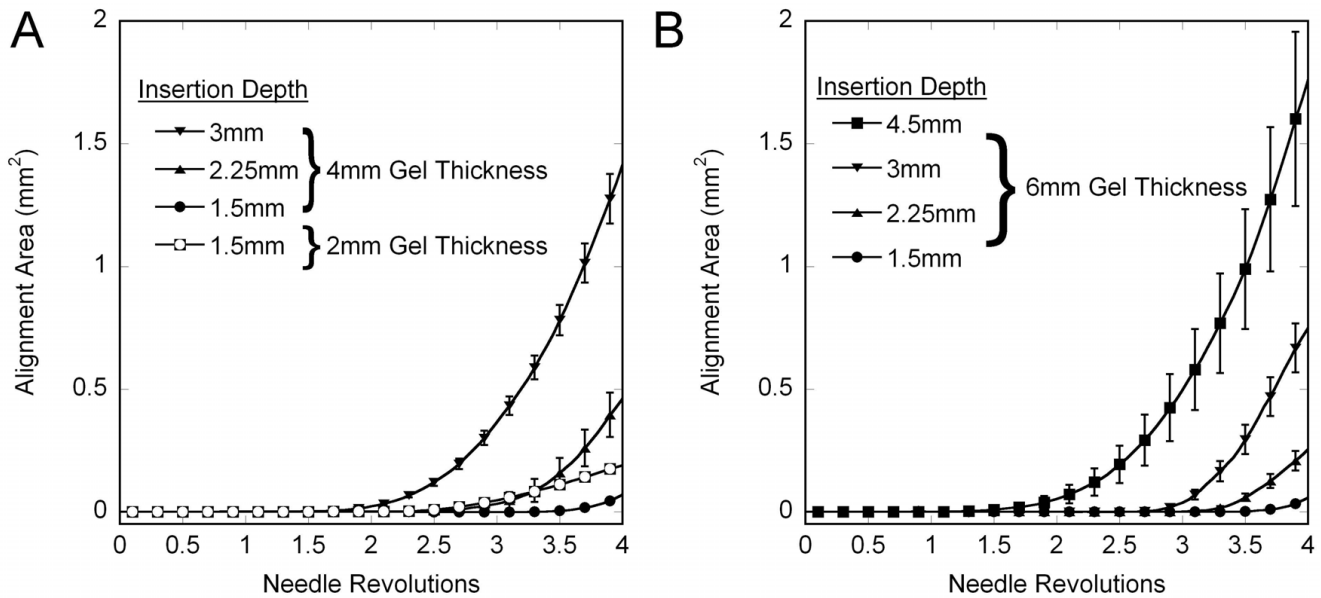 A
2
1.5
1
0.5
0
Alignment Area (mm²)
Insertion Depth
3mm
2.25mm
1.5mm
4mm Gel Thickness
1.5mm
2mm Gel Thickness
0 0.5 1 1.5 2 2.5 3 3.5 4
Needle Revolutions
B
2
1.5
1
0.5
0
Alignment Area (mm²)
Insertion Depth
4.5mm
3mm
2.25mm
1.5mm
6mm Gel Thickness
0 0.5 1 1.5 2 2.5 3 3.5 4
Needle Revolutions